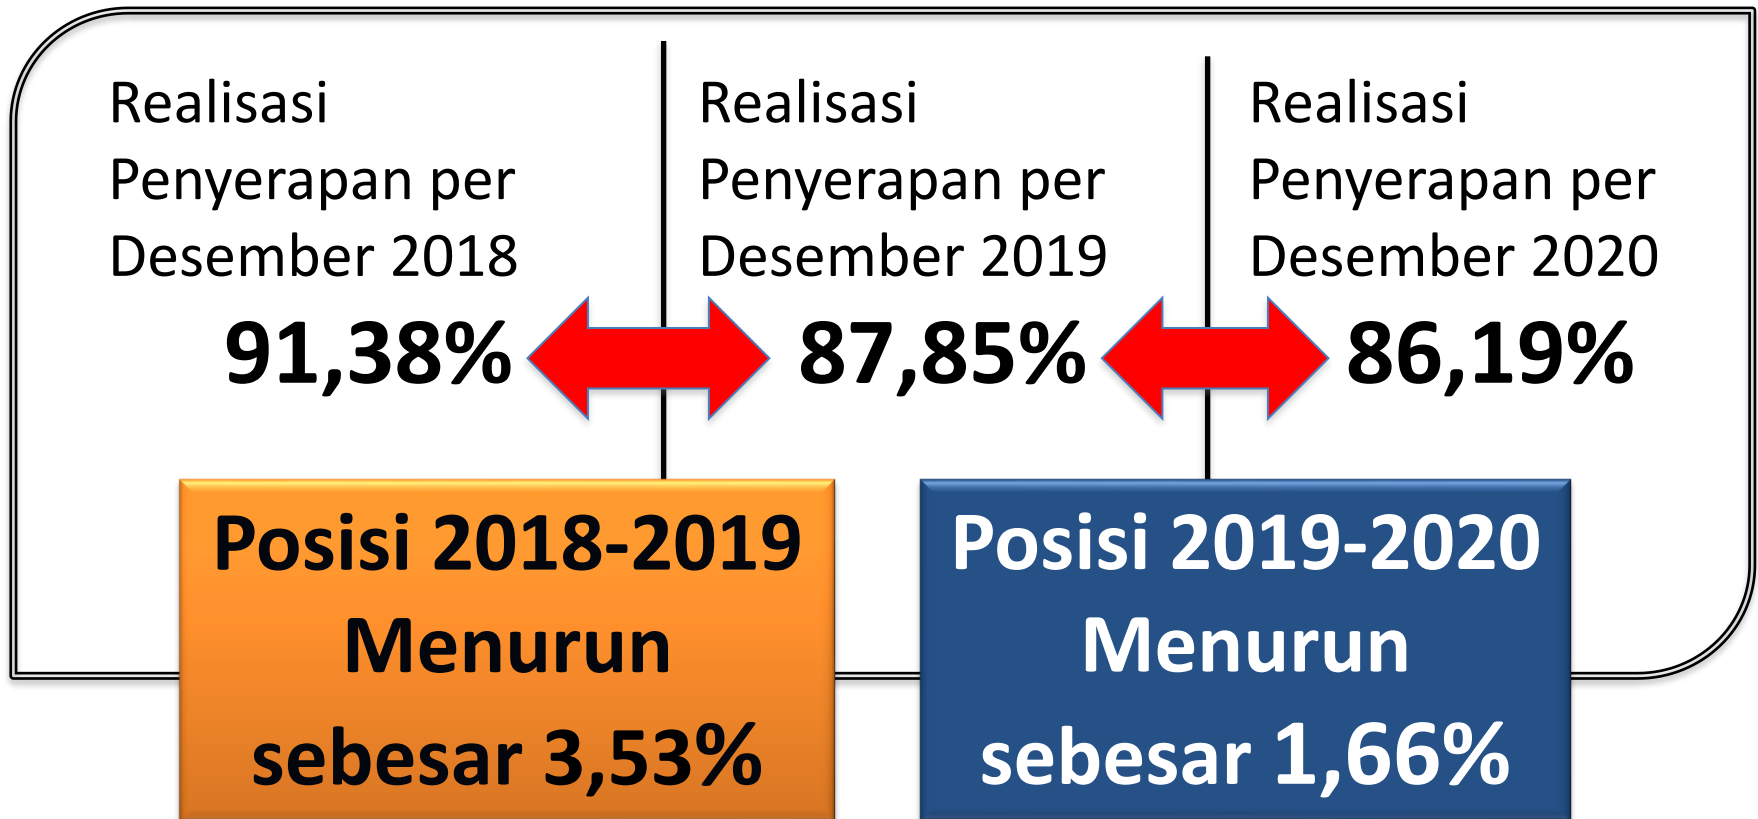 Realisasi
Penyerapan per
Desember 2018
91,38%
Realisasi
Penyerapan per
Desember 2019
87,85%
Realisasi
Penyerapan per
Desember 2020
86,19%
Posisi 2018-2019
Menurun
sebesar 3,53%
Posisi 2019-2020
Menurun
sebesar 1,66%